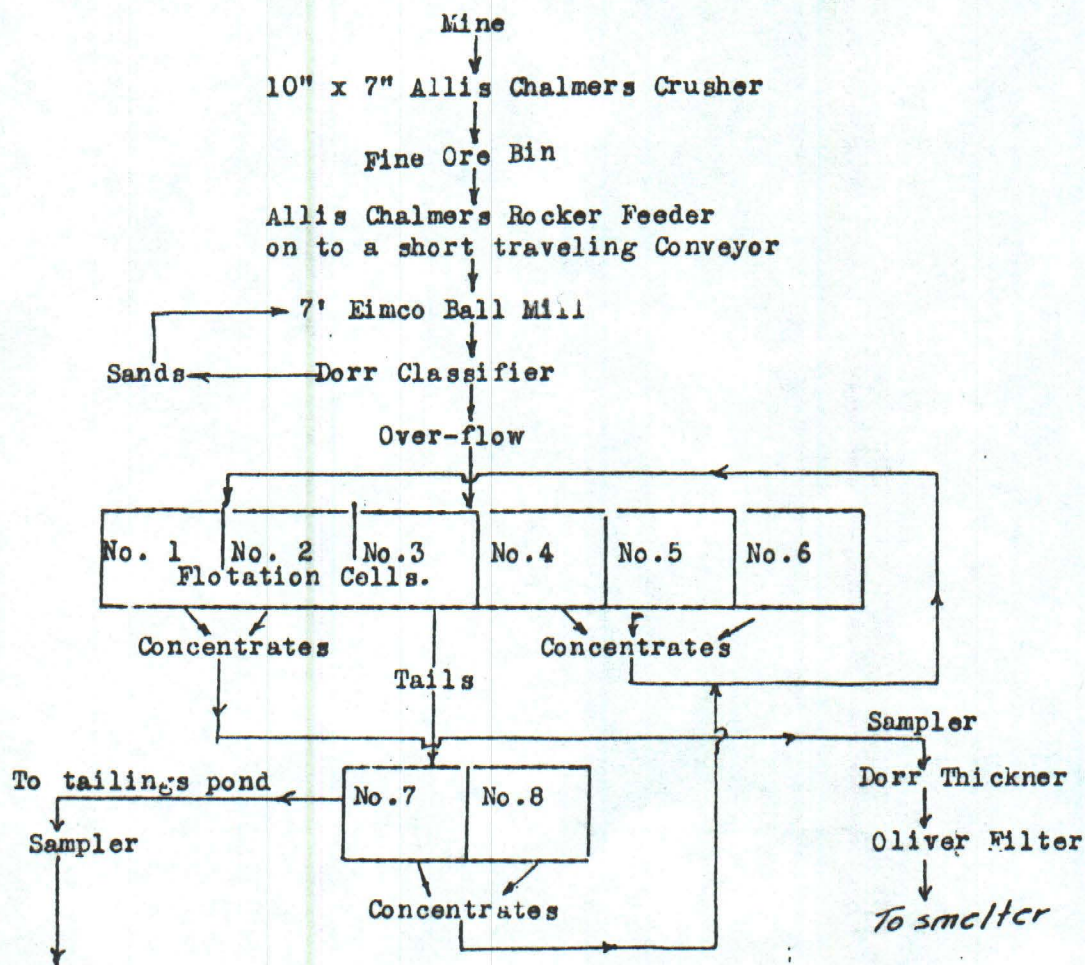 Mine
10" x 7" Allis Chalmers Crusher
Fine Ore Bin
Allis Chalmers Rocker Feeder
on to a short traveling Conveyor
7' Eimco Ball Mill
Sands
Dorr Classifier
Over-flow
No. 1 No. 2 No.3 No.4 No.5 No.6
Flotation Cells.
Concentrates Concentrates
Tails
Sampler
To tailings pond No.7 No.8 Dorr Thickner
Sampler Oliver Filter
Concentrates To smelter